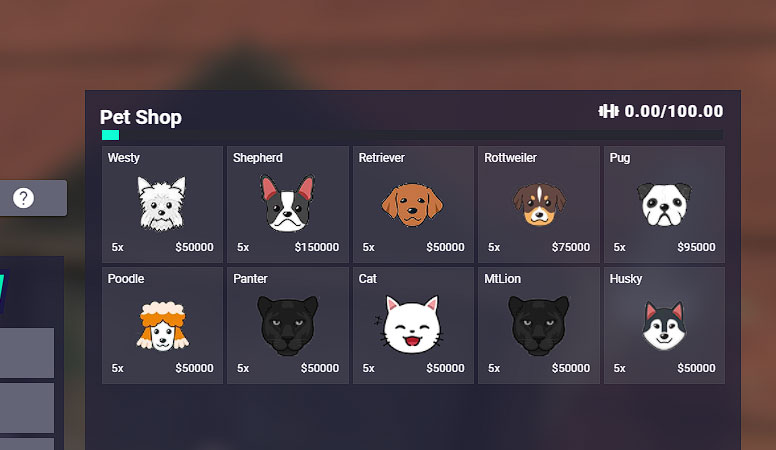 Pet Shop
0.00/100.00
Westy
Shepherd
Retriever
Rottweiler
Pug
5x $50000
5x $150000
5x $50000
5x $75000
5x $95000
Poodle
Panter
Cat
MtLion
Husky
5x $50000
5x $50000
5x $50000
5x $50000
5x $50000